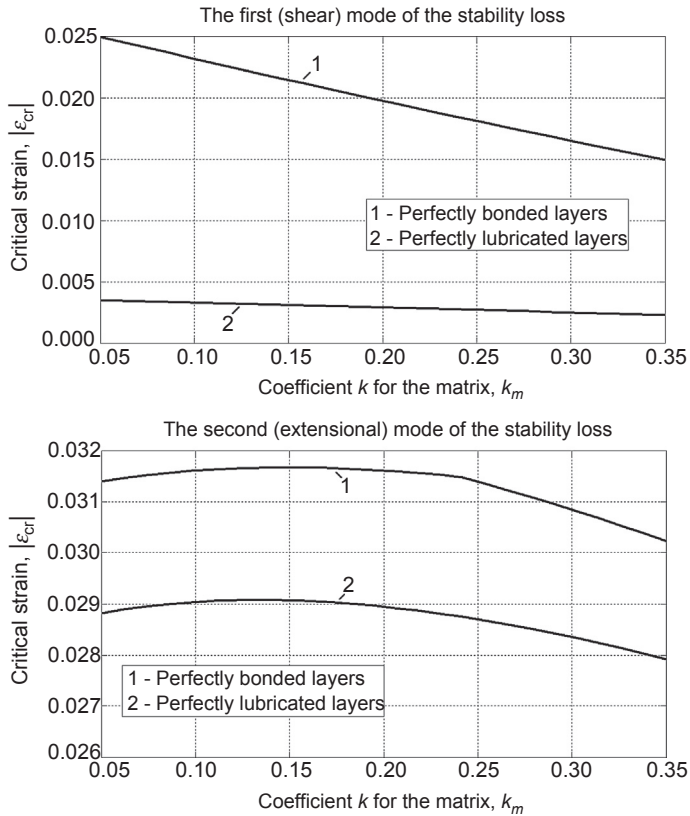 The first (shear) mode of the stability loss
0.025
1
0.020
0.015
Critical strain, |εcr|
1 - Perfectly bonded layers
2 - Perfectly lubricated layers
0.010
0.005
2
0.000
0.05 0.10 0.15 0.20 0.25 0.30 0.35
Coefficient k for the matrix, km
The second (extensional) mode of the stability loss
0.032
1
0.031
0.030
Critical strain, |εcr|
0.029
2
0.028
1 - Perfectly bonded layers
0.027
2 - Perfectly lubricated layers
0.026
0.05 0.10 0.15 0.20 0.25 0.30 0.35
Coefficient k for the matrix, km